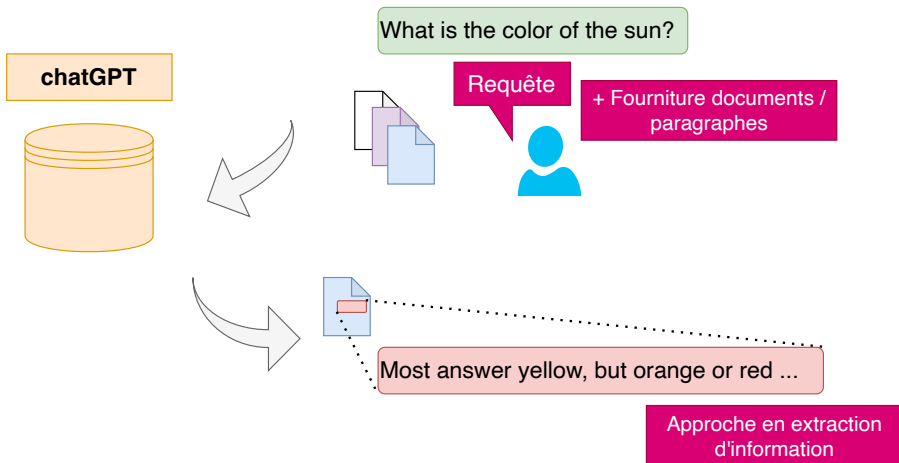 What is the color of the sun?
chatGPT
Requête
+ Fourniture documents /
paragraphes
Most answer yellow, but orange or red ...
Approche en extraction
d'information